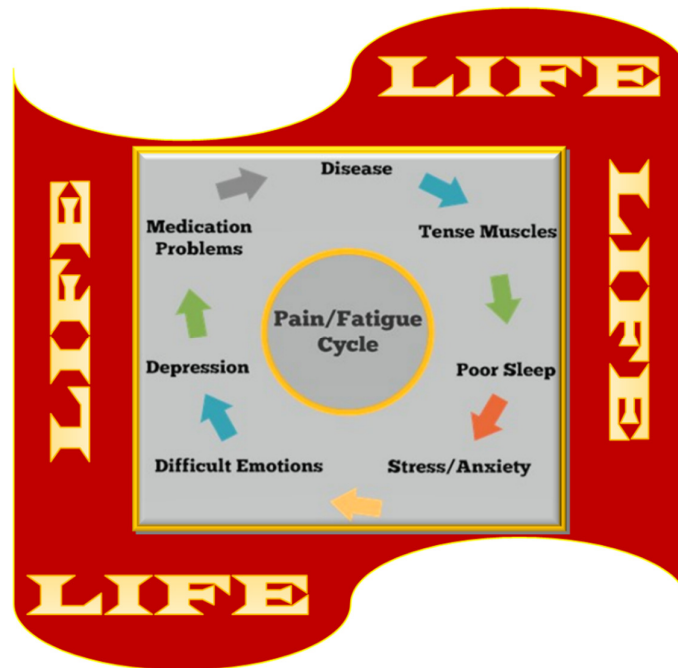 LIFE
LIFE
LIFE
Disease
Tense Muscles
Poor Sleep
Stress/Anxiety
Difficult Emotions
Depression
Medication
Problems
Pain/Fatigue
Cycle
LIFE